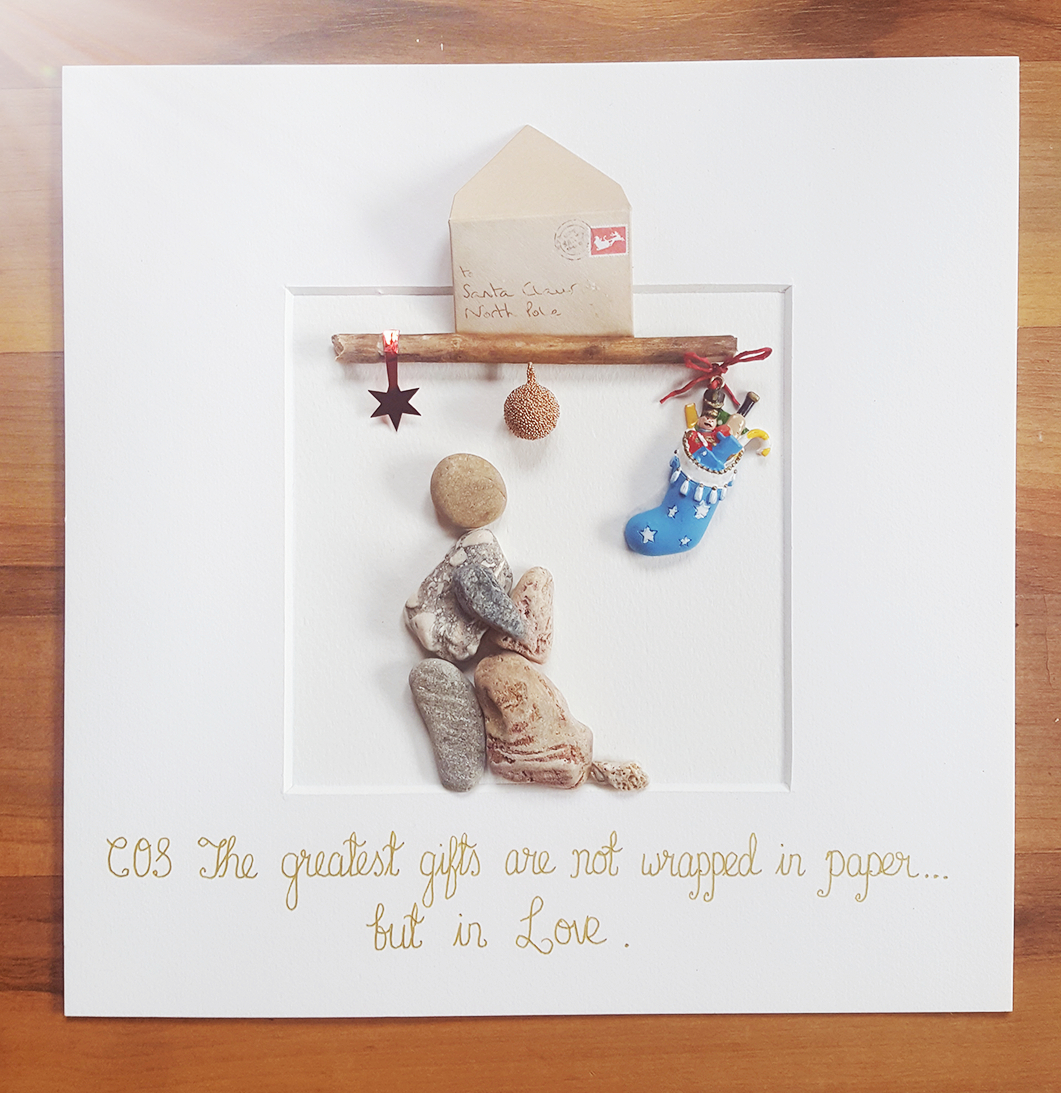 to
Santa Claus
North Pole
COS The greatest gifts are not wrapped in paper...
but in Love.